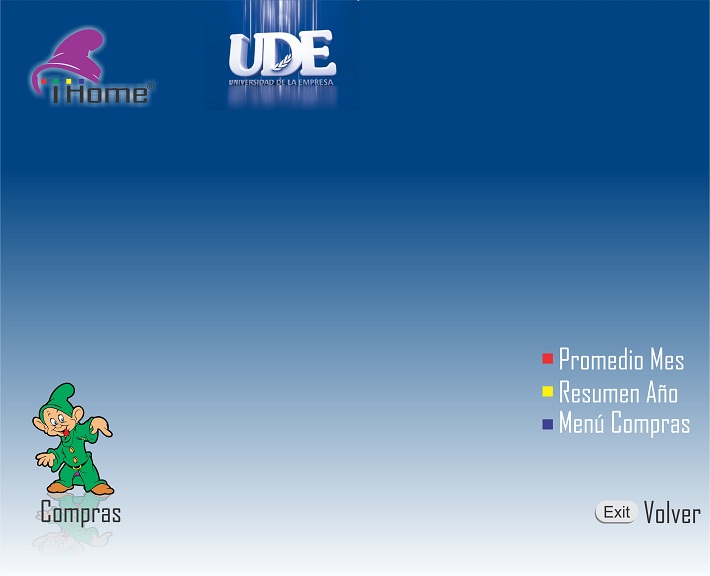 iHome®
UDE
UNIVERSIDAD DE LA EMPRESA
Promedio Mes
Resumen Año
Menú Compras
Compras
Exit Volver